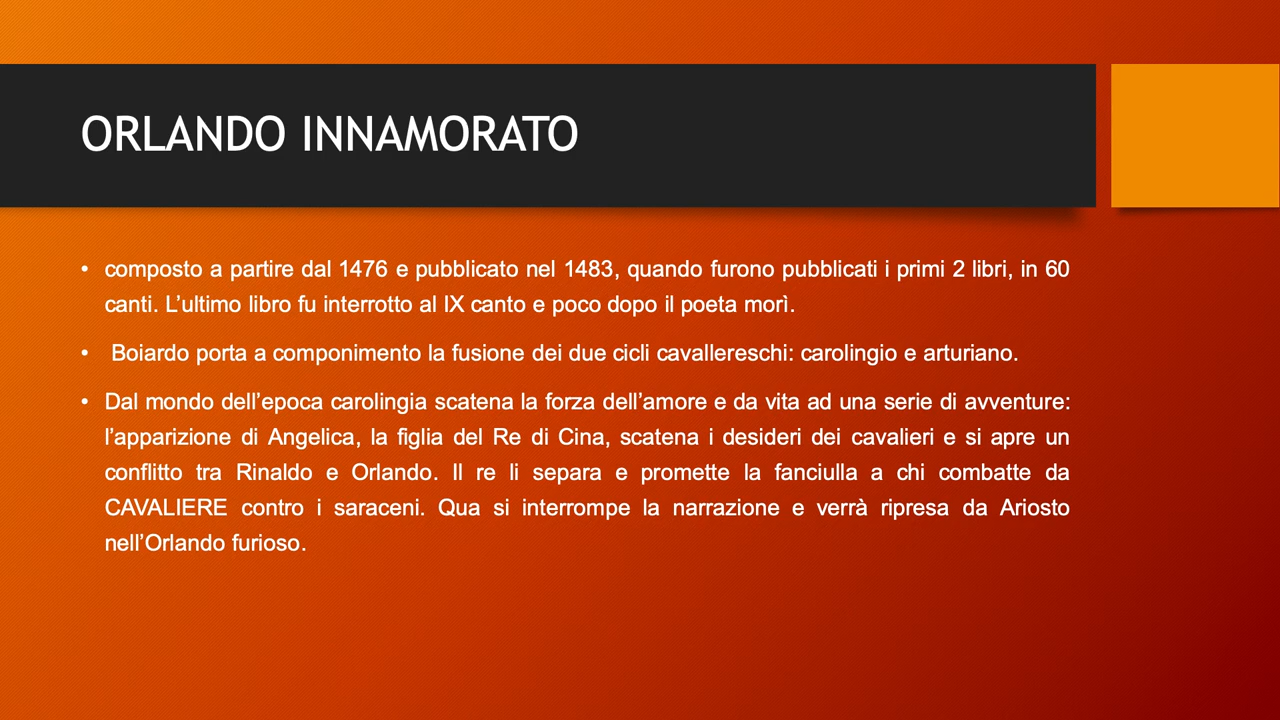 ORLANDO INNAMORATO
• composto a partire dal 1476 e pubblicato nel 1483, quando furono pubblicati i primi 2 libri, in 60
canti. L’ultimo libro fu interrotto al IX canto e poco dopo il poeta morì.
• Boiardo porta a componimento la fusione dei due cicli cavallereschi: carolingio e arturiano.
• Dal mondo dell’epoca carolingia scatena la forza dell’amore e da vita ad una serie di avventure:
l’apparizione di Angelica, la figlia del Re di Cina, scatena i desideri dei cavalieri e si apre un
conflitto tra Rinaldo e Orlando. Il re li separa e promette la fanciulla a chi combatte da
CAVALIERE contro i saraceni. Qua si interrompe la narrazione e verrà ripresa da Ariosto
nell’Orlando furioso.